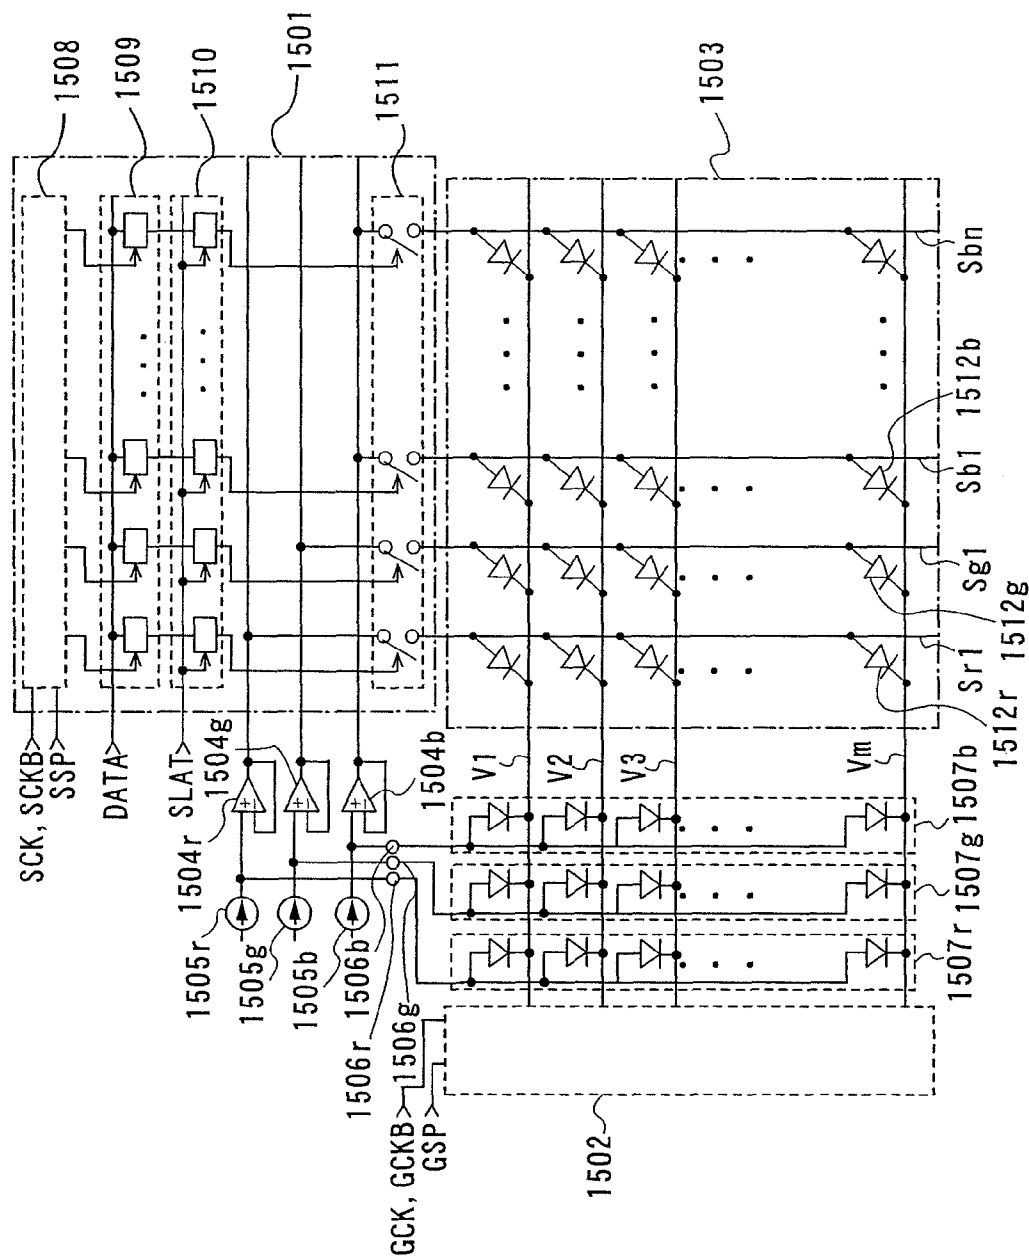 1508
1509
1510
1501
1511
1503
SCK, SCKB
SSP
DATA
SLAT
1504r
1504g
1504b
1505r
1505g
1505b
1506b
1506g
1506r
GCK, GCKB
GSP
1502
V1
V2
V3
Vm
1507b
1507g
1507r
Sr1
Sg1
Sb1
Sbn
1512r
1512g
1512b